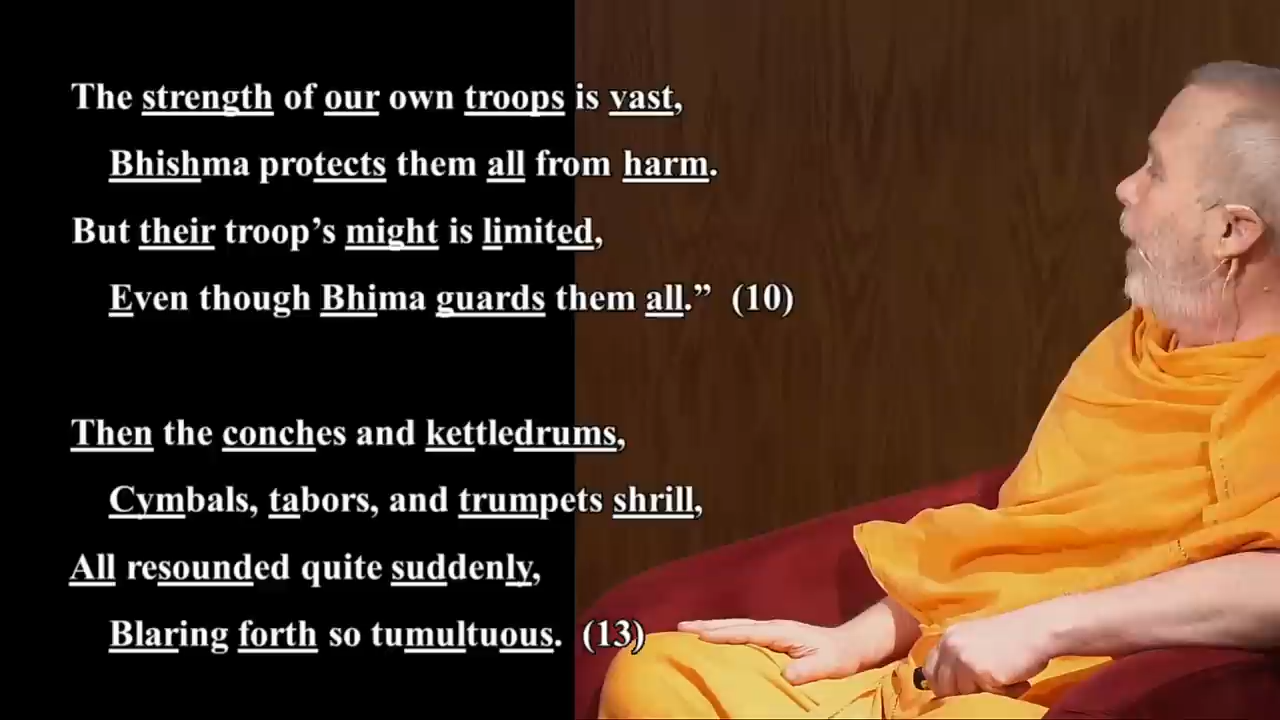 The strength of our own troops is vast,
Bhishma protects them all from harm.
But their troop’s might is limited,
Even though Bhima guards them all.” (10)
Then the conches and kettledrums,
Cymbals, tabors, and trumpets shrill,
All resounded quite suddenly,
Blaring forth so tumultuous. (13)